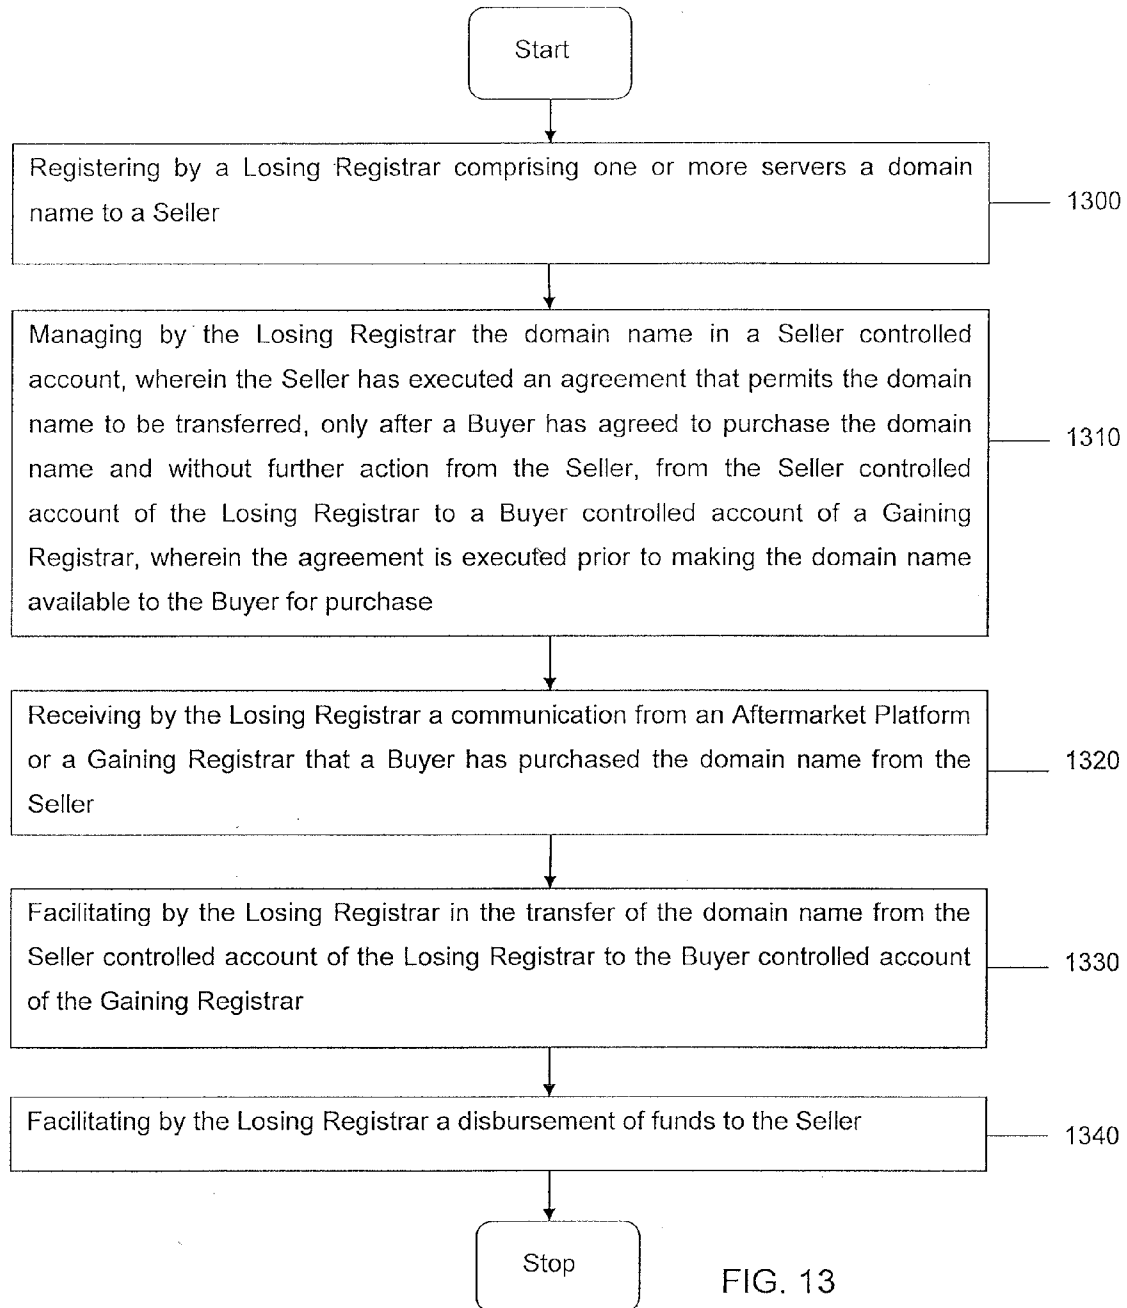 Start
Registering by a Losing Registrar comprising one or more servers a domain
name to a Seller
1300
Managing by the Losing Registrar the domain name in a Seller controlled
account, wherein the Seller has executed an agreement that permits the domain
name to be transferred, only after a Buyer has agreed to purchase the domain
name and without further action from the Seller, from the Seller controlled
account of the Losing Registrar to a Buyer controlled account of a Gaining
Registrar, wherein the agreement is executed prior to making the domain name
available to the Buyer for purchase
1310
Receiving by the Losing Registrar a communication from an Aftermarket Platform
or a Gaining Registrar that a Buyer has purchased the domain name from the
Seller
1320
Facilitating by the Losing Registrar in the transfer of the domain name from the
Seller controlled account of the Losing Registrar to the Buyer controlled account
of the Gaining Registrar
1330
Facilitating by the Losing Registrar a disbursement of funds to the Seller
1340
Stop
FIG. 13